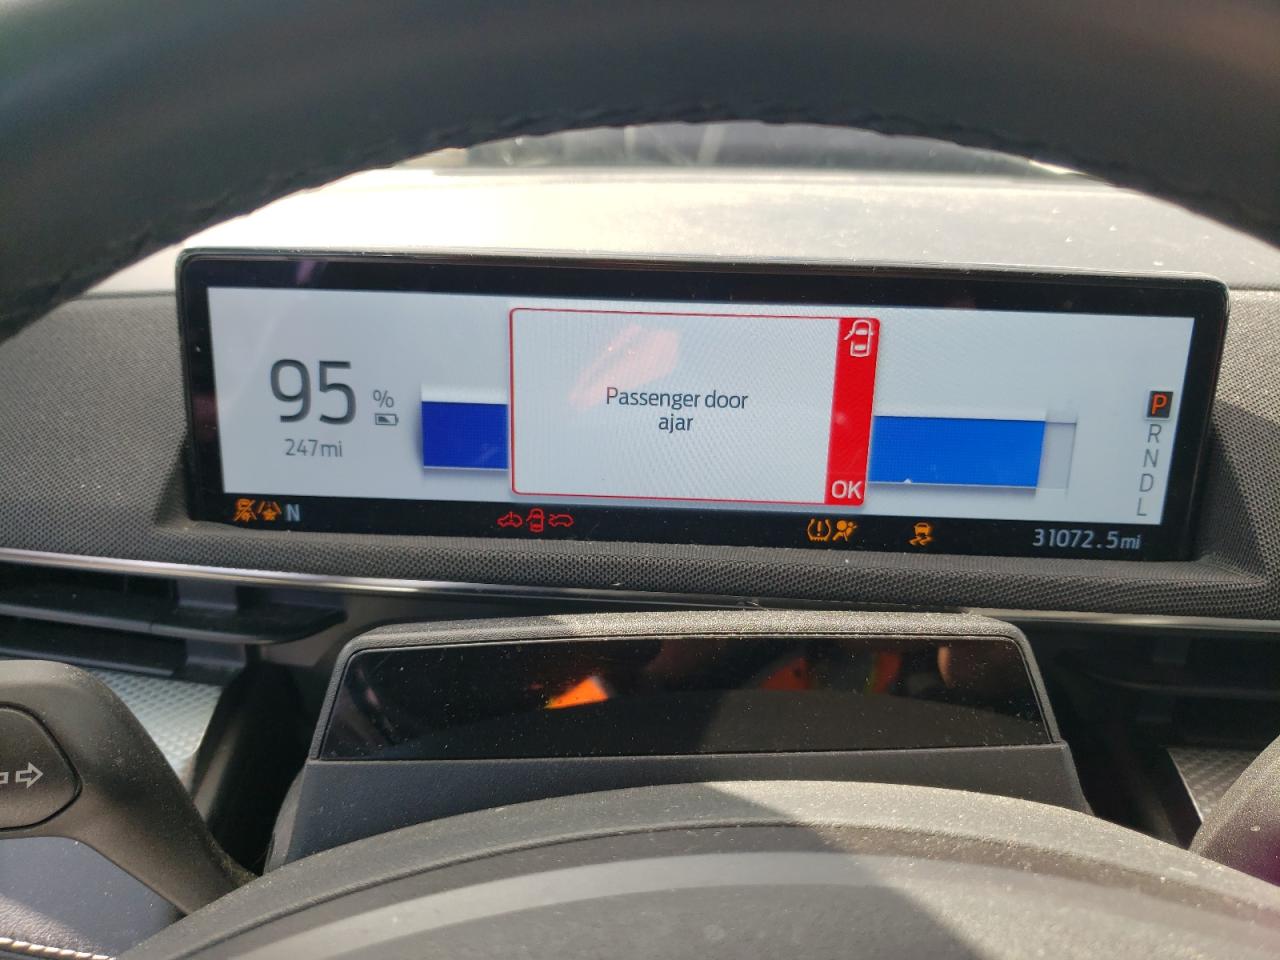 95 %
247mi
Passenger door
ajar
OK
P
R
N
D
L
N
31072.5mi